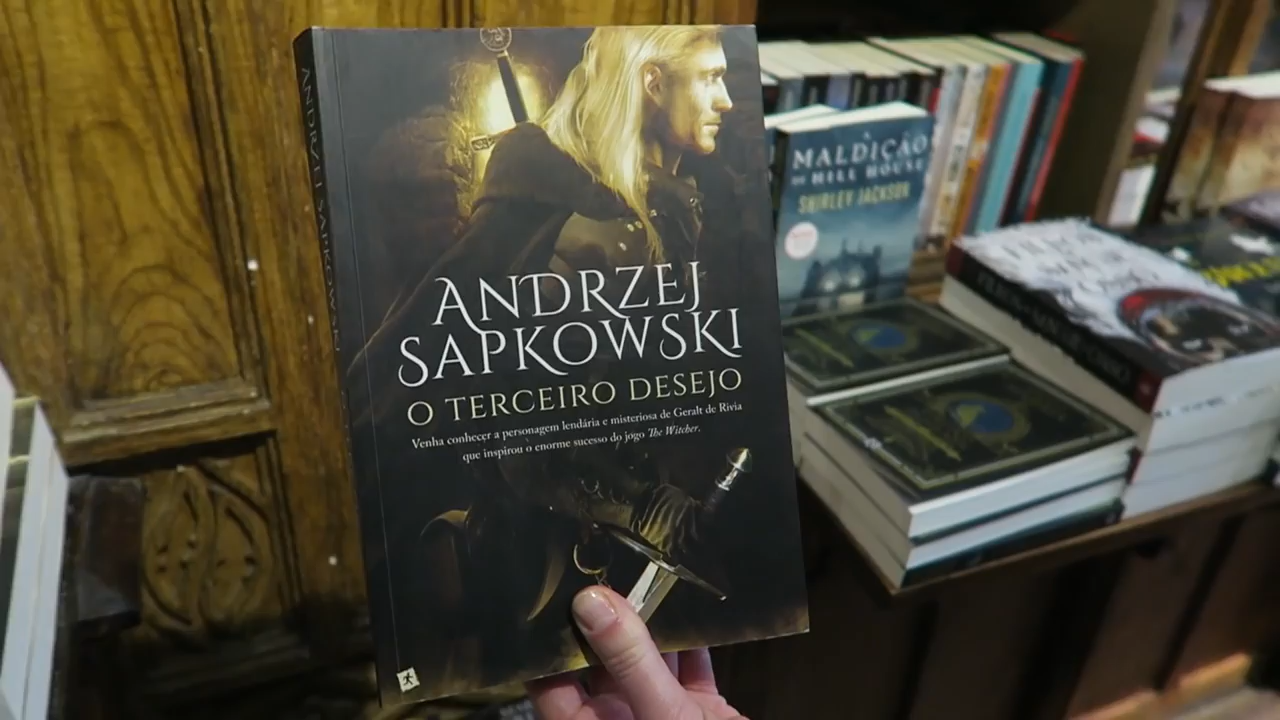 ANDRZEJ
SAPKOWSKI
O TERCEIRO DESEJO
Venha conhecer a personagem lendária e misteriosa de Geralt de Rivia
que inspirou o enorme sucesso do jogo The Witcher.
ANDRZEJ SAPKOWSKI
MALDIÇÃO
DE HILL HOUSE
SHIRLEY JACKSON